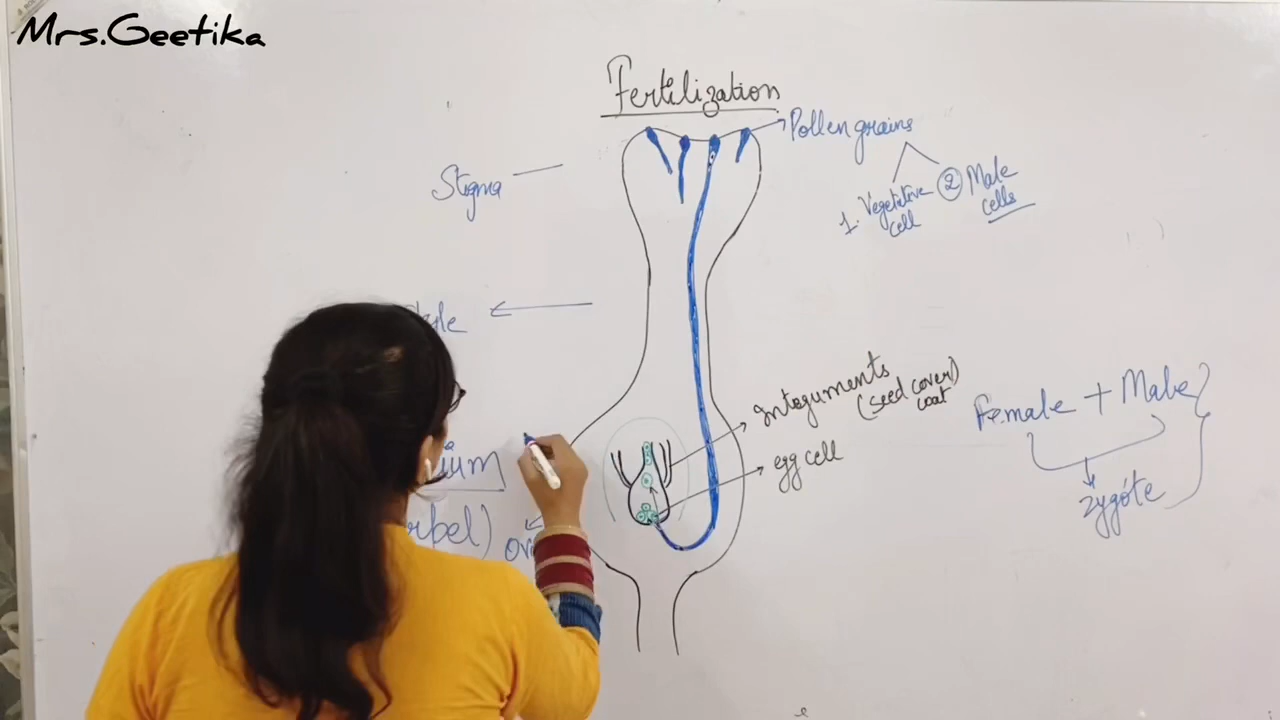 Mrs.Geetika
Fertilization
Pollen grains
Stigma
1. Vegetative
cell
② Male
cells
Integuments
(seed cover)
coat
egg cell
Female + Male
Zygote